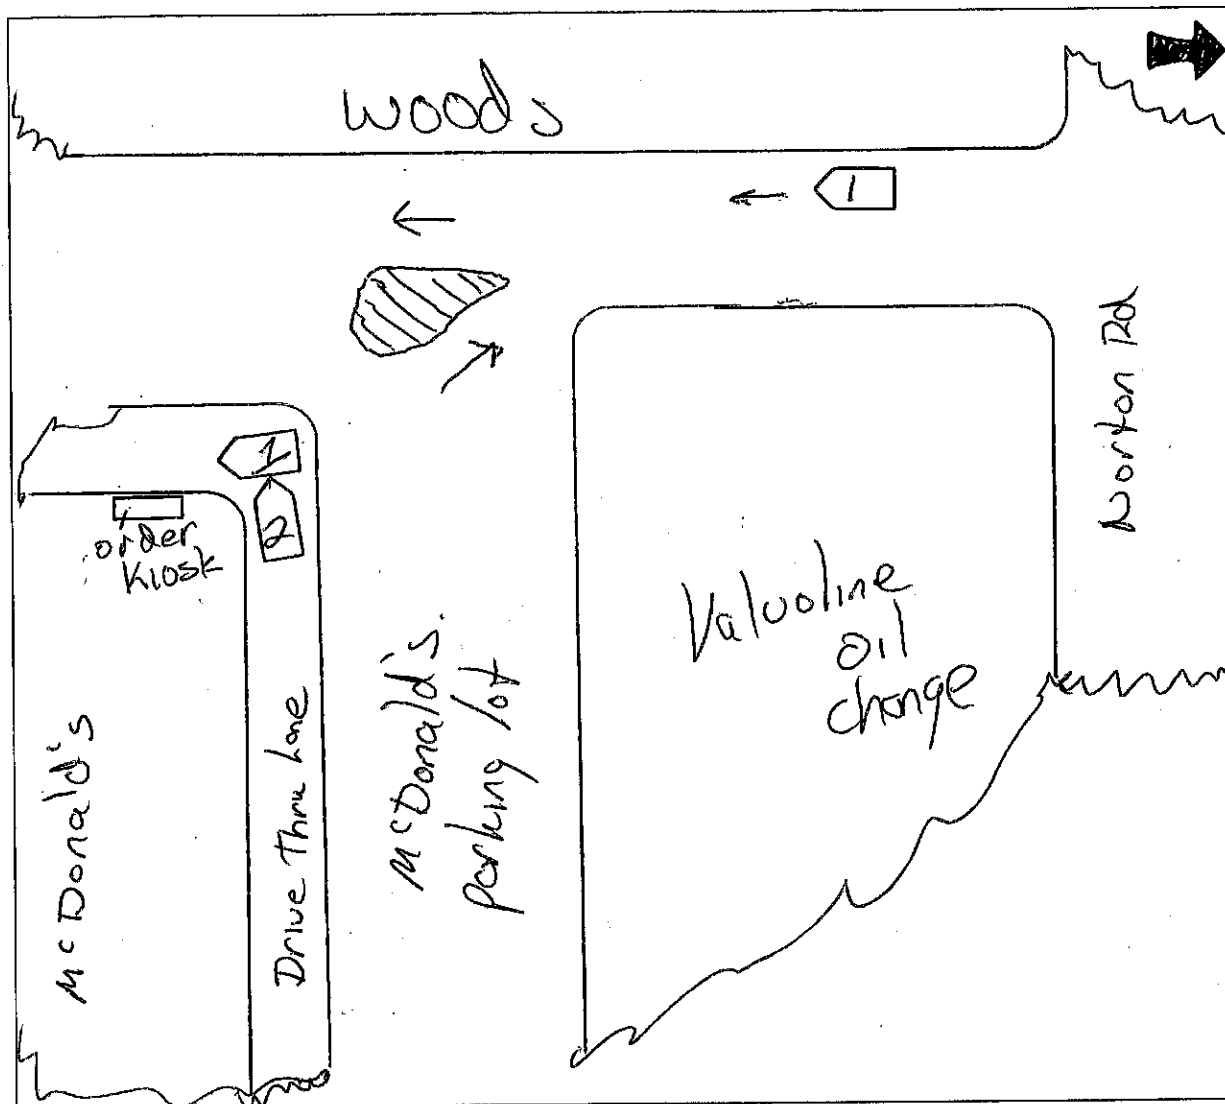 woods
1
Norton Rd
1
2
order
Kiosk
Valvoline
oil
change
McDonald's
parking lot
Drive Thru Lane
McDonald's